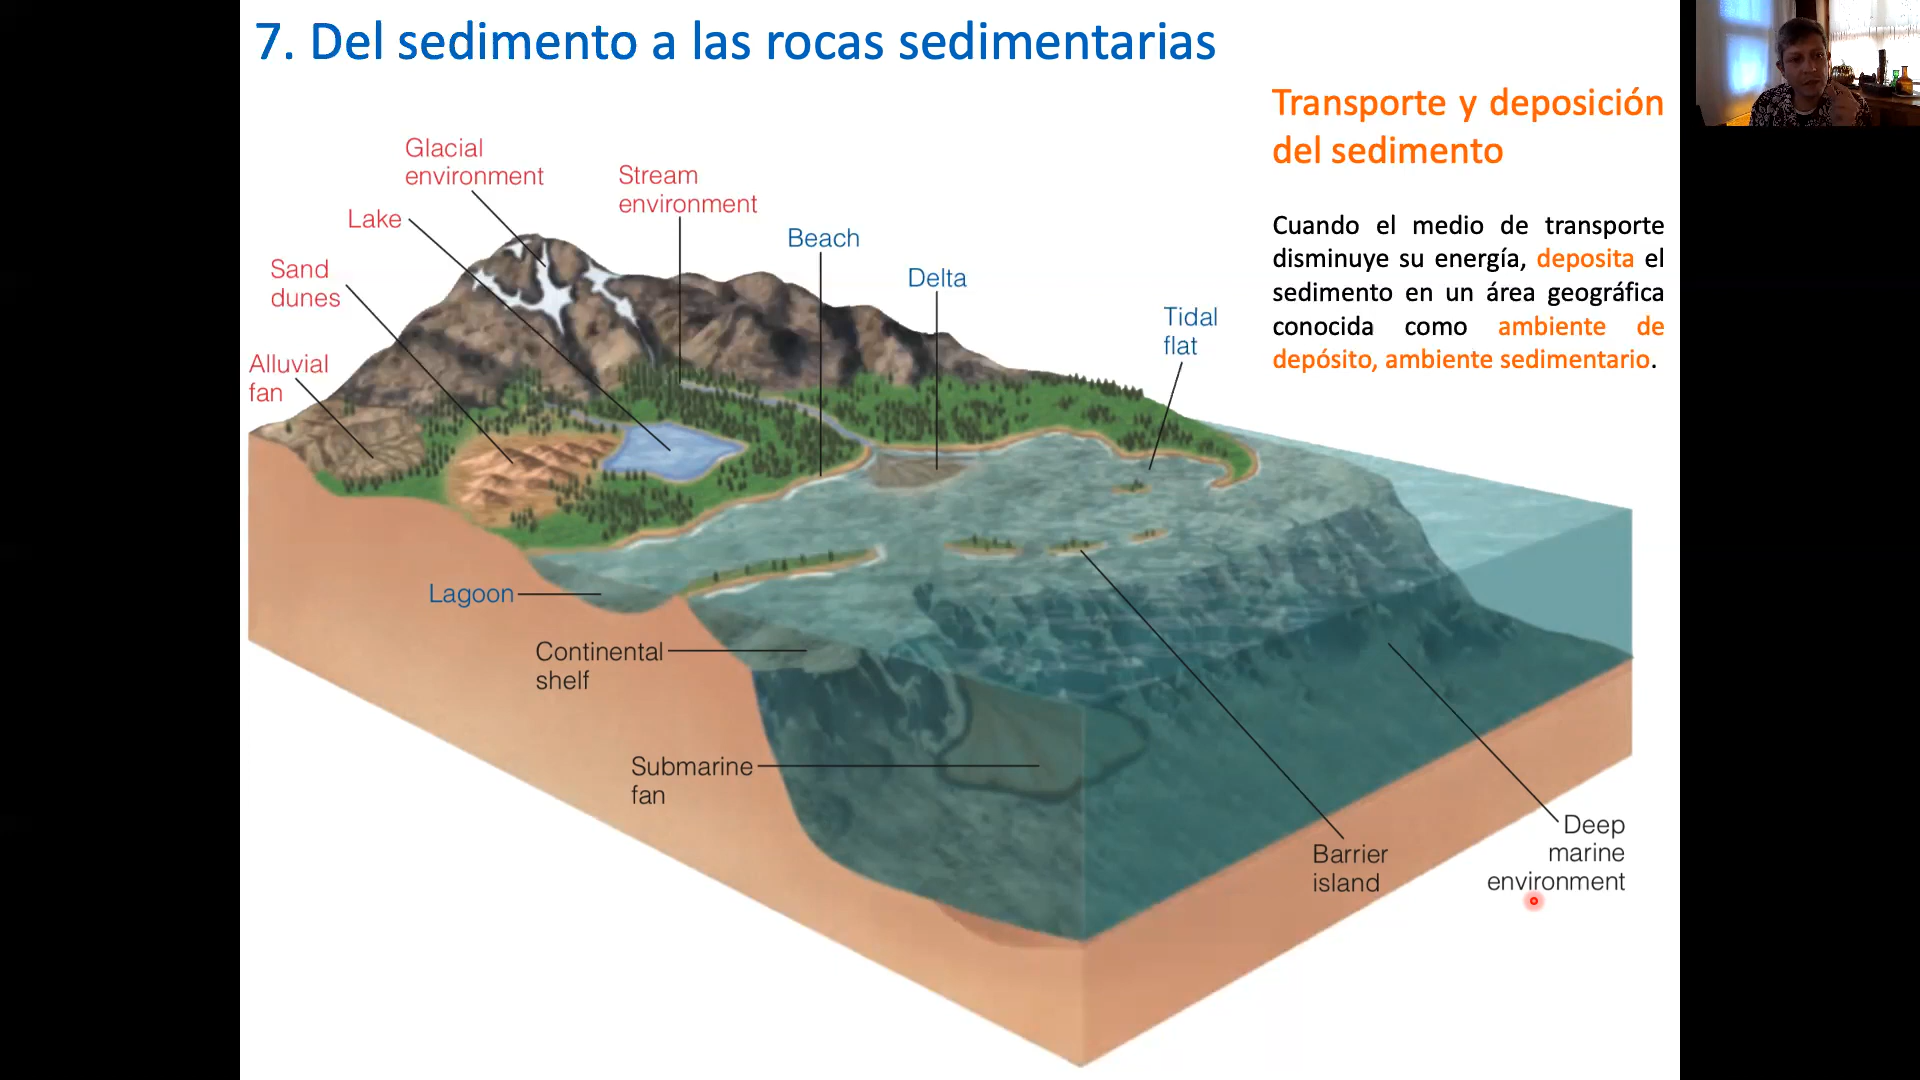 7. Del sedimento a las rocas sedimentarias
Transporte y deposición
del sedimento
Cuando el medio de transporte
disminuye su energía, deposita el
sedimento en un área geográfica
conocida como ambiente de
depósito, ambiente sedimentario.
Glacial
environment
Stream
environment
Lake
Beach
Sand
dunes
Delta
Tidal
flat
Alluvial
fan
Lagoon
Continental
shelf
Submarine
fan
Barrier
island
Deep
marine
environment